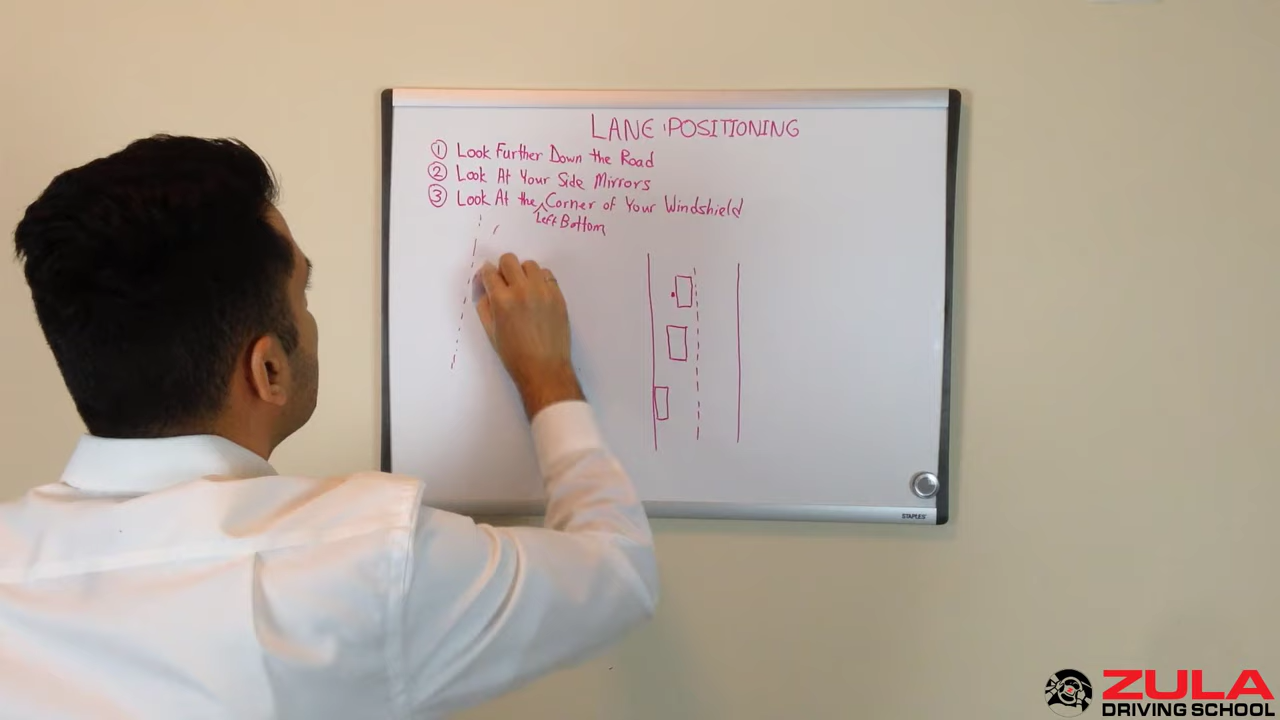 LANE POSITIONING
① Look Further Down the Road
② Look At Your Side Mirrors
③ Look At the Corner of Your Windshield
Left Bottom
STAPLES
ZULA
DRIVING SCHOOL